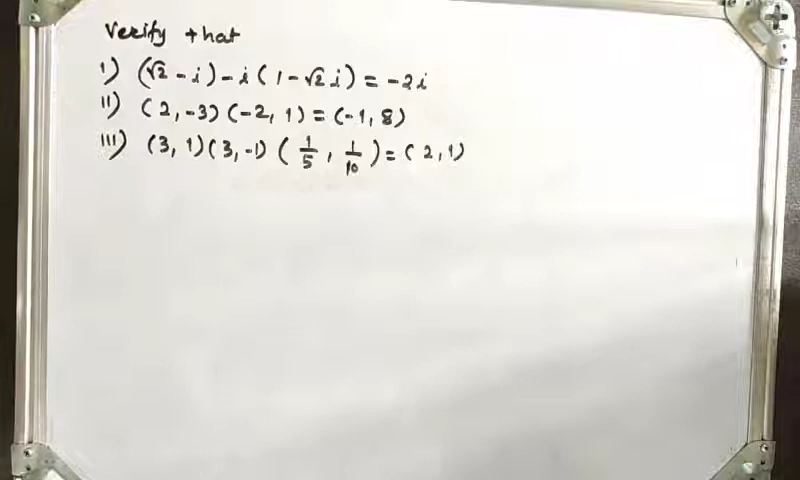 Verify that
I) (√2 - i) - i (1 - √2 i) = -2i
II) (2, -3) (-2, 1) = (-1, 8)
III) (3, 1) (3, -1) (1/5, 1/10) = (2, 1)